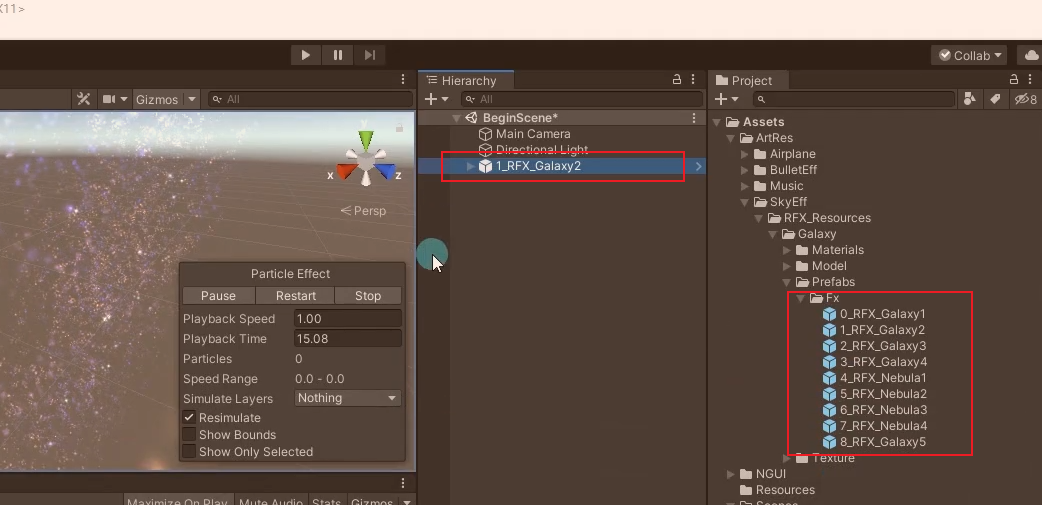 X11>
Collab
Hierarchy
Project
Gizmos
All
All
8
BeginScene*
Main Camera
Directional Light
1_RFX_Galaxy2
y
x
z
Persp
Particle Effect
Pause Restart Stop
Playback Speed 1.00
Playback Time 15.08
Particles 0
Speed Range 0.0 - 0.0
Simulate Layers Nothing
Resimulate
Show Bounds
Show Only Selected
Maximize On Play Mute Audio Stats Gizmos
Assets
ArtRes
Airplane
BulletEff
Music
SkyEff
RFX_Resources
Galaxy
Materials
Model
Prefabs
Fx
0_RFX_Galaxy1
1_RFX_Galaxy2
2_RFX_Galaxy3
3_RFX_Galaxy4
4_RFX_Nebula1
5_RFX_Nebula2
6_RFX_Nebula3
7_RFX_Nebula4
8_RFX_Galaxy5
Texture
NGUI
Resources
Scenes